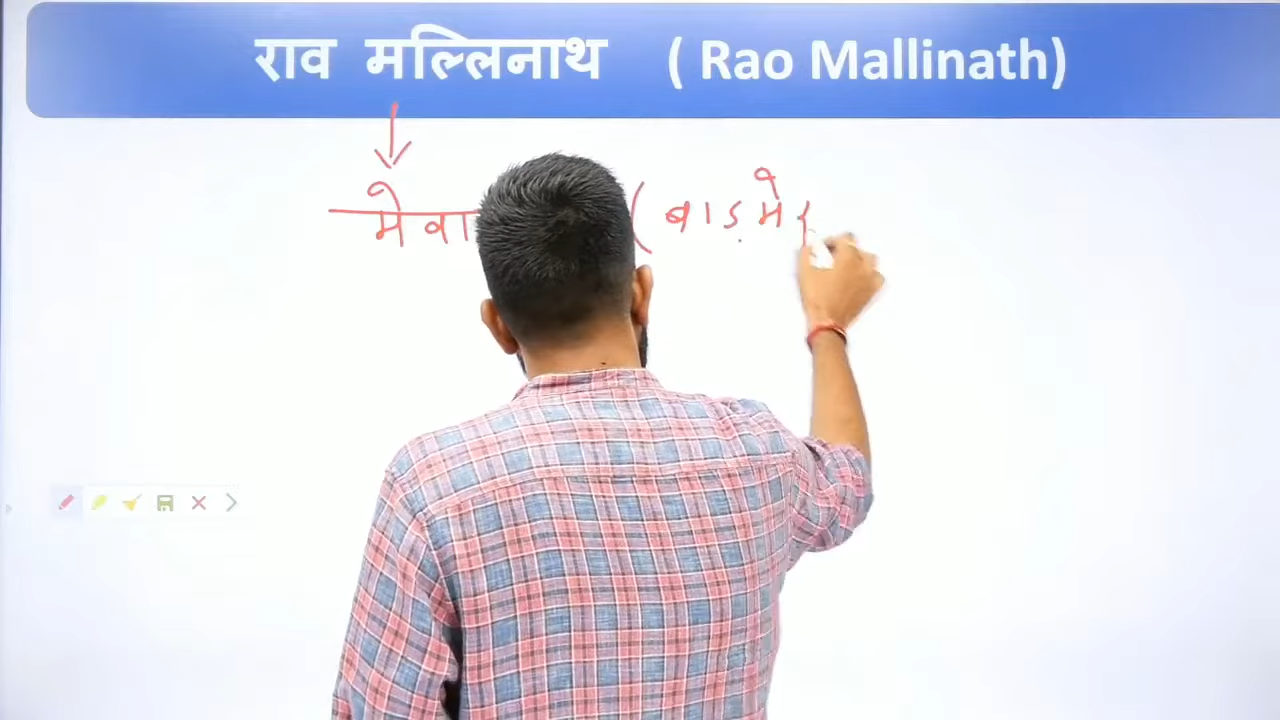 राव मल्लिनाथ ( Rao Mallinath)
मेवा ( बाड़मेर